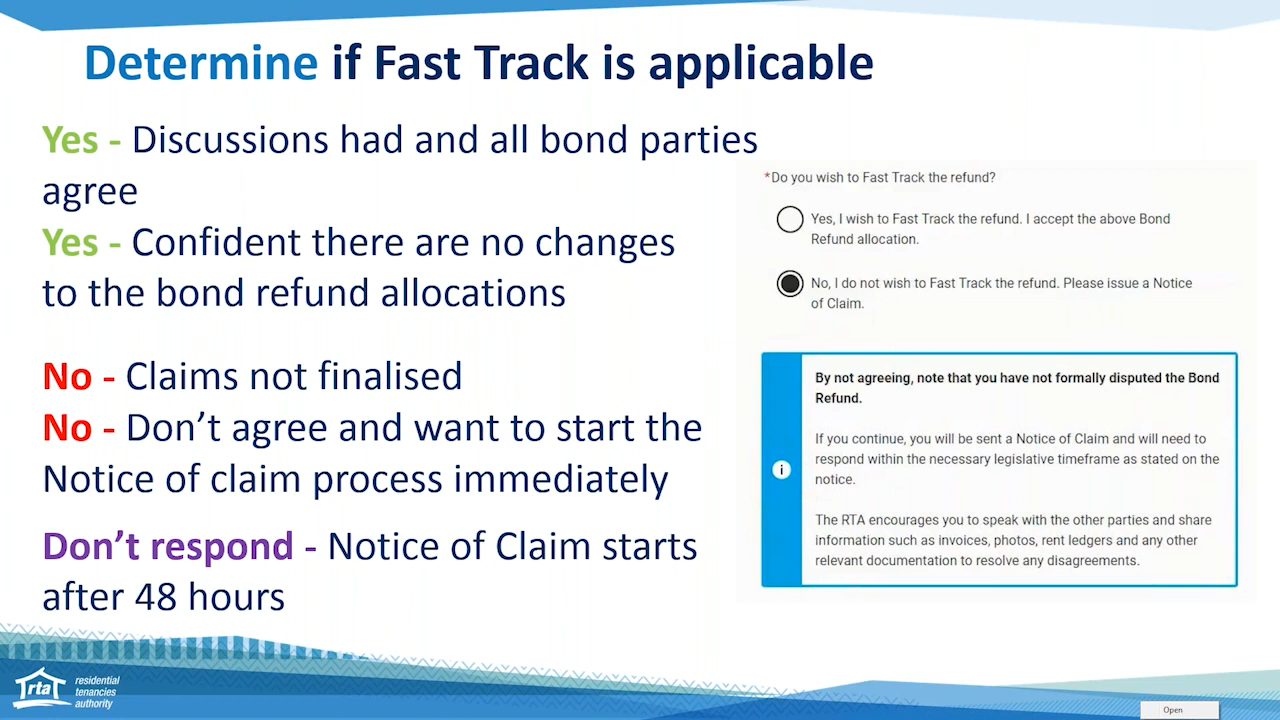 Determine if Fast Track is applicable
Yes - Discussions had and all bond parties
agree
Yes - Confident there are no changes
to the bond refund allocations
No - Claims not finalised
No - Don't agree and want to start the
Notice of claim process immediately
Don't respond - Notice of Claim starts
after 48 hours
*Do you wish to Fast Track the refund?
Yes, I wish to Fast Track the refund. I accept the above Bond
Refund allocation.
No, I do not wish to Fast Track the refund. Please issue a Notice
of Claim.
i
By not agreeing, note that you have not formally disputed the Bond
Refund.
If you continue, you will be sent a Notice of Claim and will need to
respond within the necessary legislative timeframe as stated on the
notice.
The RTA encourages you to speak with the other parties and share
information such as invoices, photos, rent ledgers and any other
relevant documentation to resolve any disagreements.
rta
residential
tenancies
authority
Open